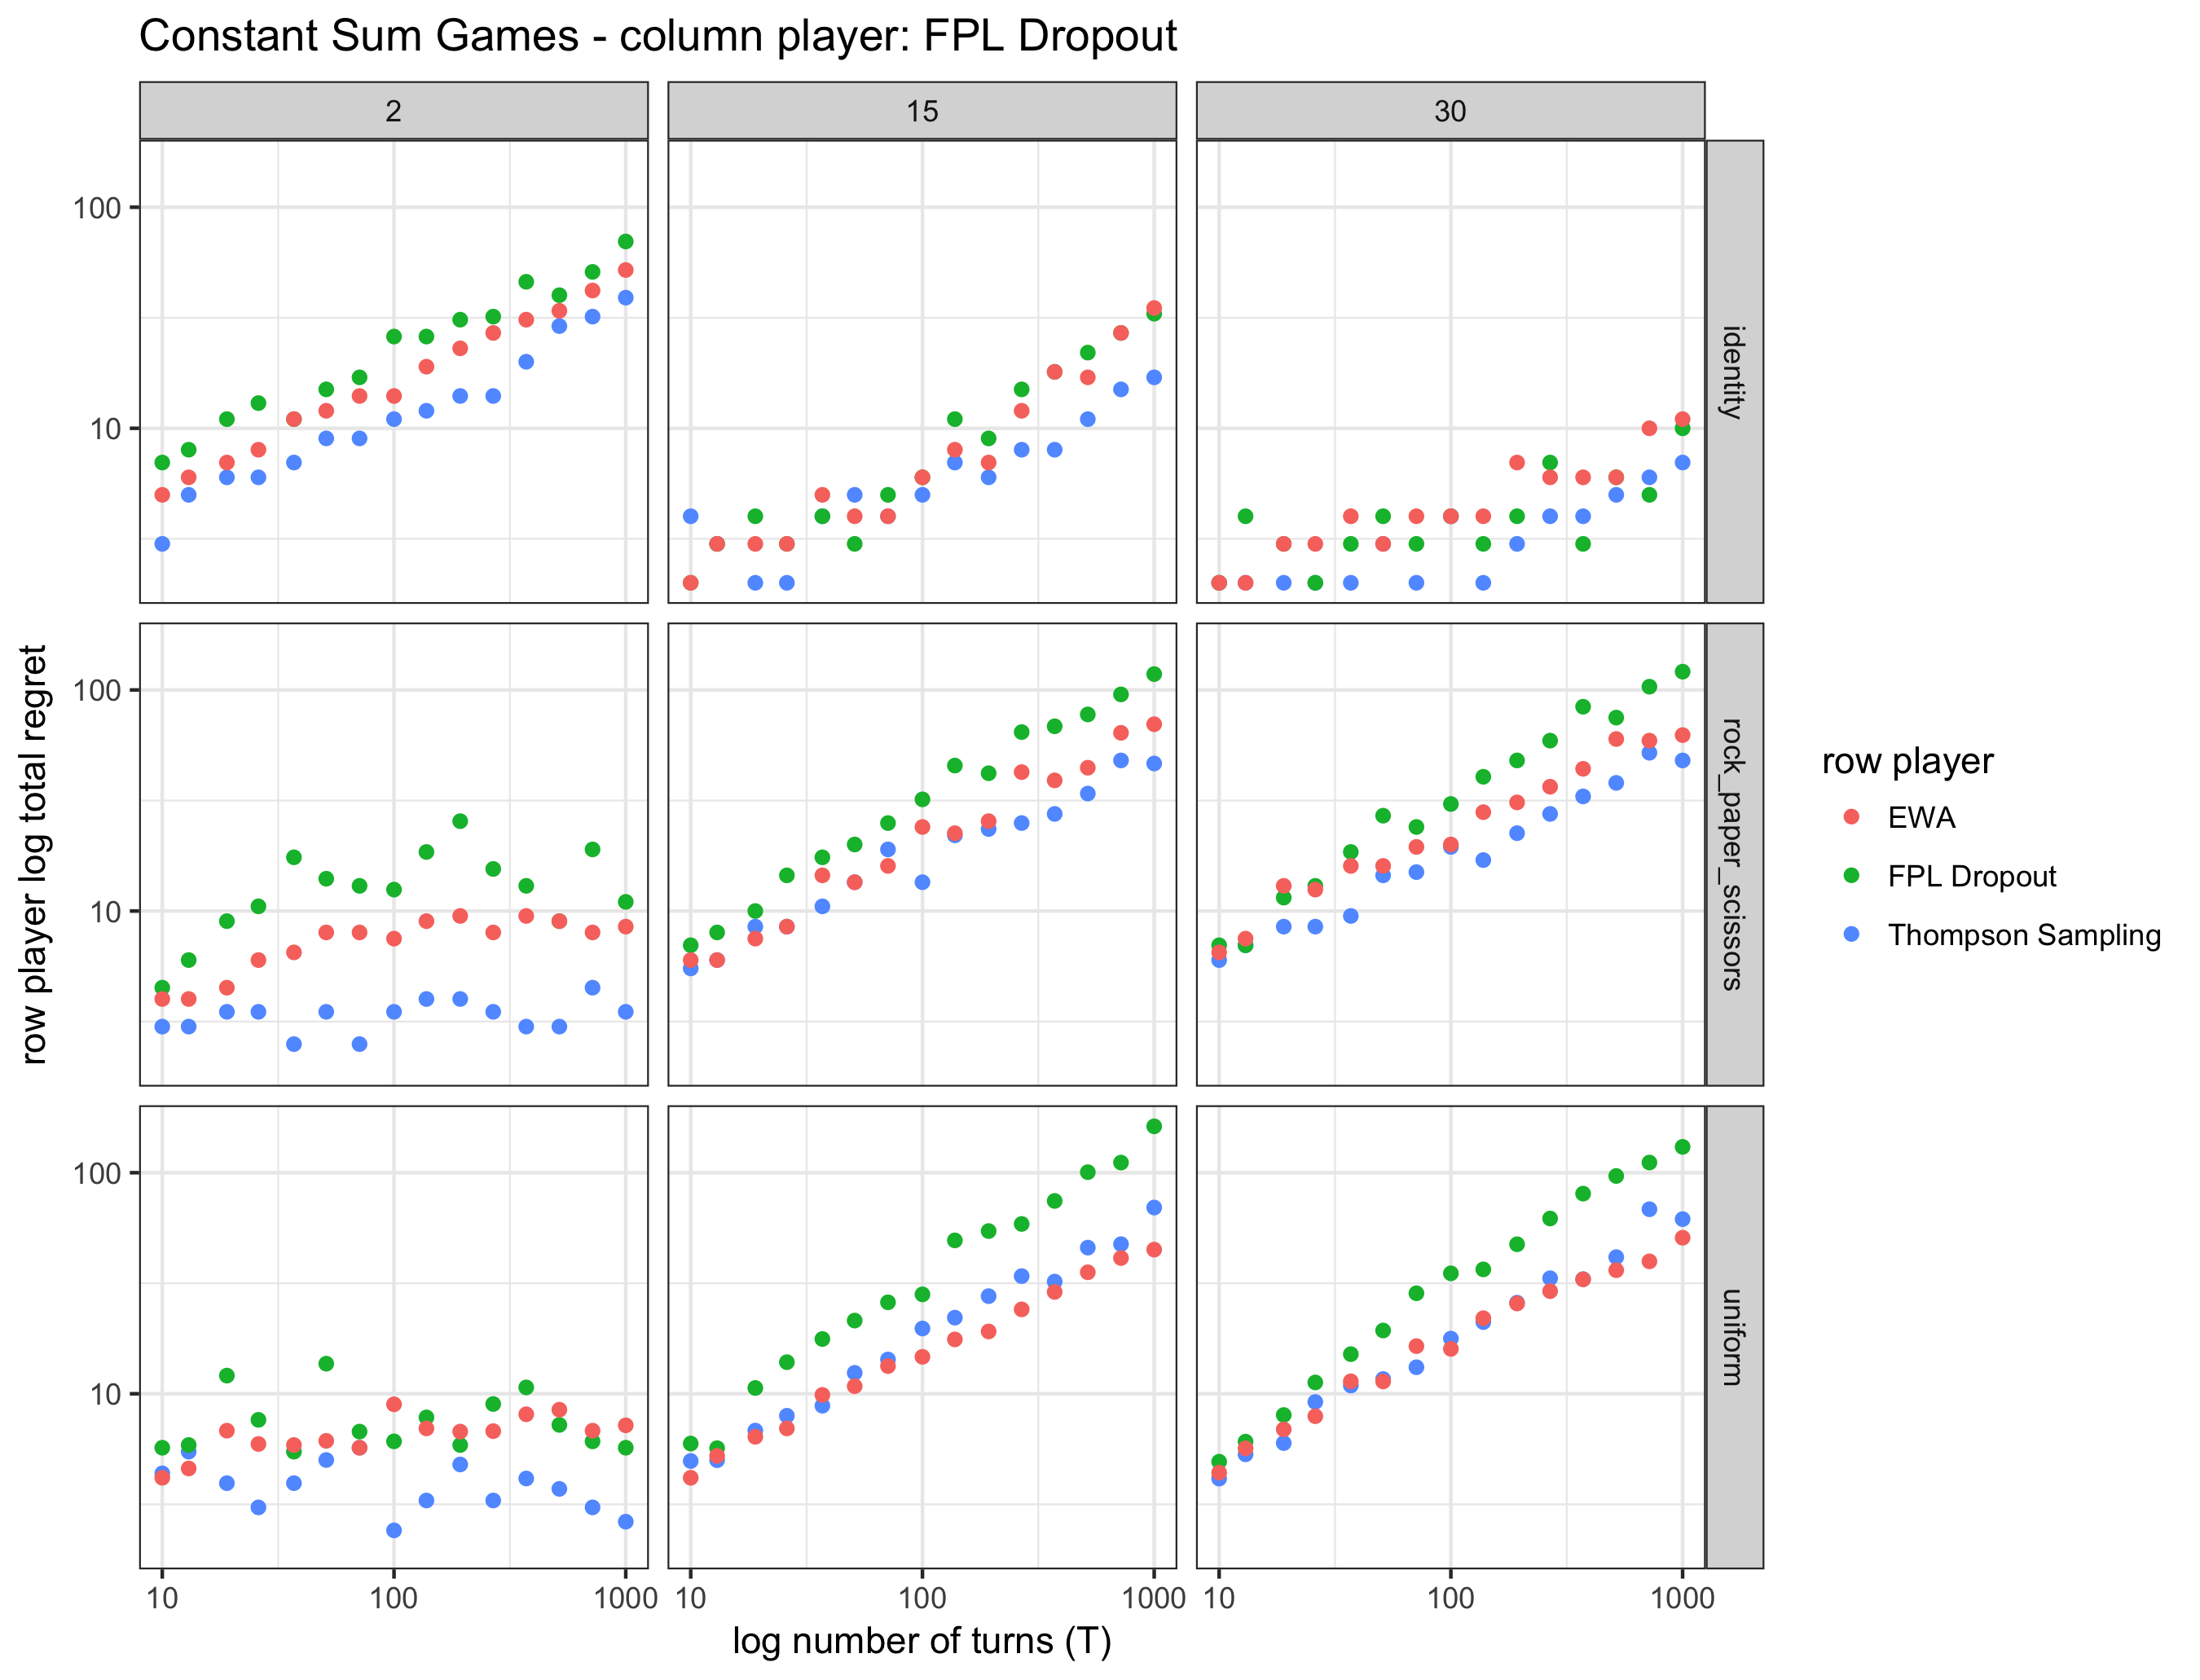 Constant Sum Games - column player: FPL Dropout
2
15
30
100
10
identity
row player log total regret
100
10
rock_paper_scissors
row player
EWA
FPL Dropout
Thompson Sampling
100
10
uniform
10
100
1000
10
100
1000
10
100
1000
log number of turns (T)